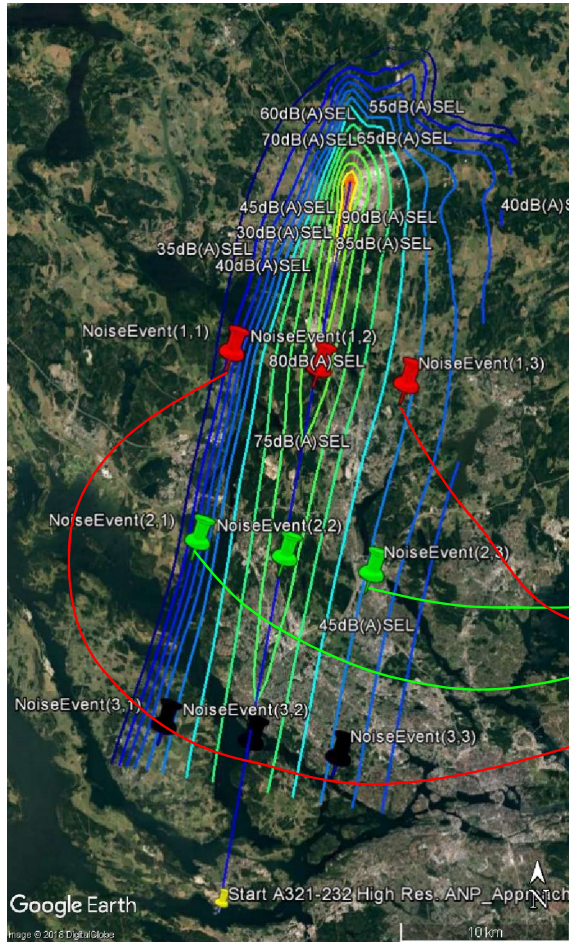 55dB(A)SEL
60dB(A)SEL
70dB(A)SEL
65dB(A)SEL
45dB(A)SEL
90dB(A)SEL
40dB(A)S
30dB(A)SEL
85dB(A)SEL
35dB(A)SEL
40dB(A)SEL
NoiseEvent(1,1)
NoiseEvent(1,2)
80dB(A)SEL
NoiseEvent(1,3)
75dB(A)SEL
NoiseEvent(2,1)
NoiseEvent(2,2)
NoiseEvent(2,3)
45dB(A)SEL
NoiseEvent(3,1)
NoiseEvent(3,2)
NoiseEvent(3,3)
Start A321-232 High Res. ANP_Approach
N
Google Earth
Image © 2018 DigitalGlobe
10 km